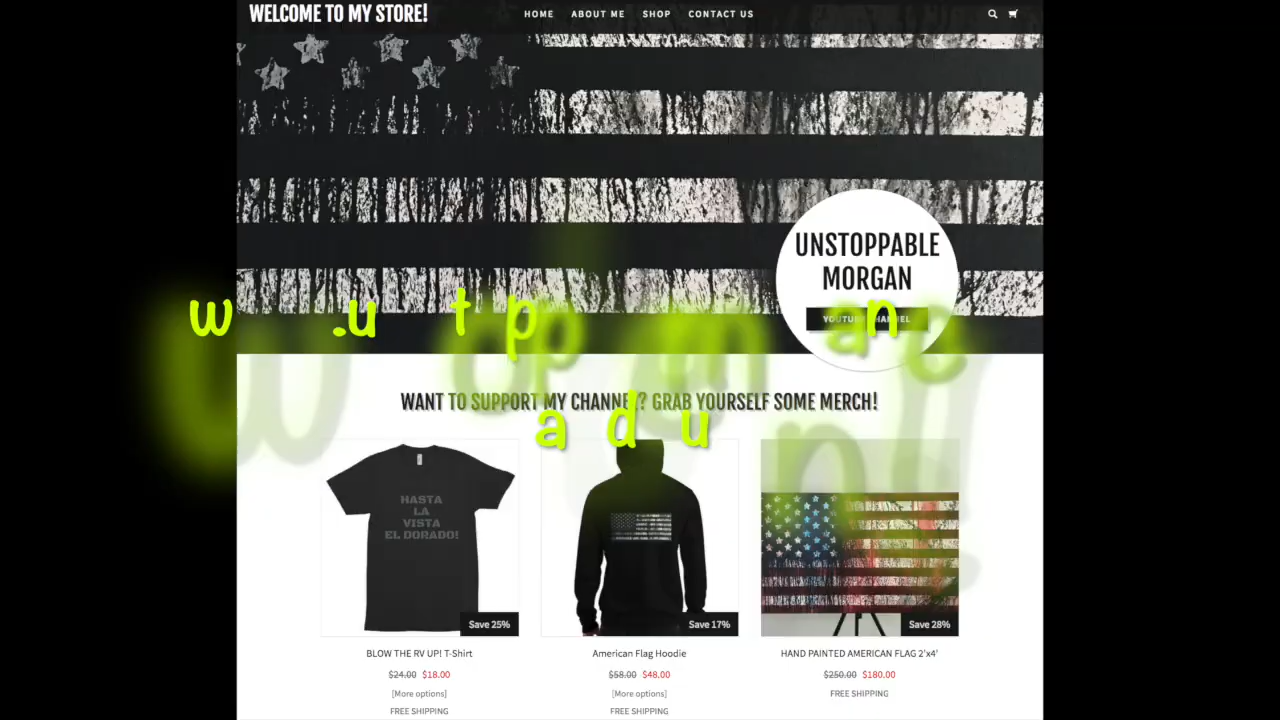 WELCOME TO MY STORE!
HOME ABOUT ME SHOP CONTACT US
UNSTOPPABLE
MORGAN
YOUTUBE CHANNEL
WANT TO SUPPORT MY CHANNEL? GRAB YOURSELF SOME MERCH!
HASTA
LA
VISTA
EL DORADO!
Save 25% Save 17% Save 28%
BLOW THE RV UP! T-Shirt American Flag Hoodie HAND PAINTED AMERICAN FLAG 2'x4'
$24.00 $18.00 $58.00 $48.00 $250.00 $180.00
[More options] [More options] FREE SHIPPING
FREE SHIPPING FREE SHIPPING